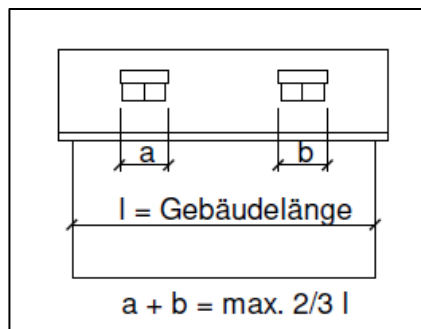 a b
l = Gebäudelänge
a + b = max. 2/3 l